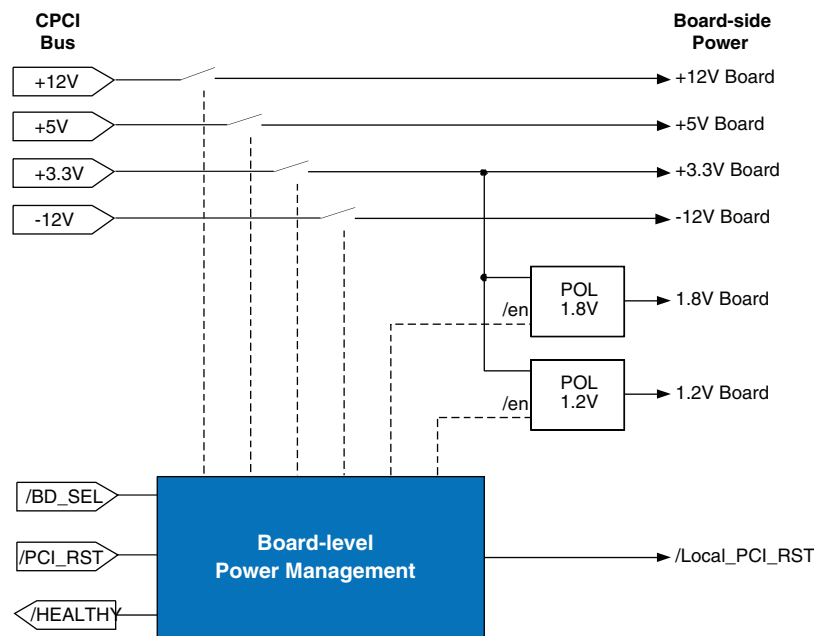 CPCI
Bus
Board-side
Power
+12V
+12V Board
+5V
+5V Board
+3.3V
+3.3V Board
-12V
-12V Board
POL
1.8V
/en
1.8V Board
POL
1.2V
/en
1.2V Board
/BD_SEL
/PCI_RST
/HEALTHY
Board-level
Power Management
/Local_PCI_RST